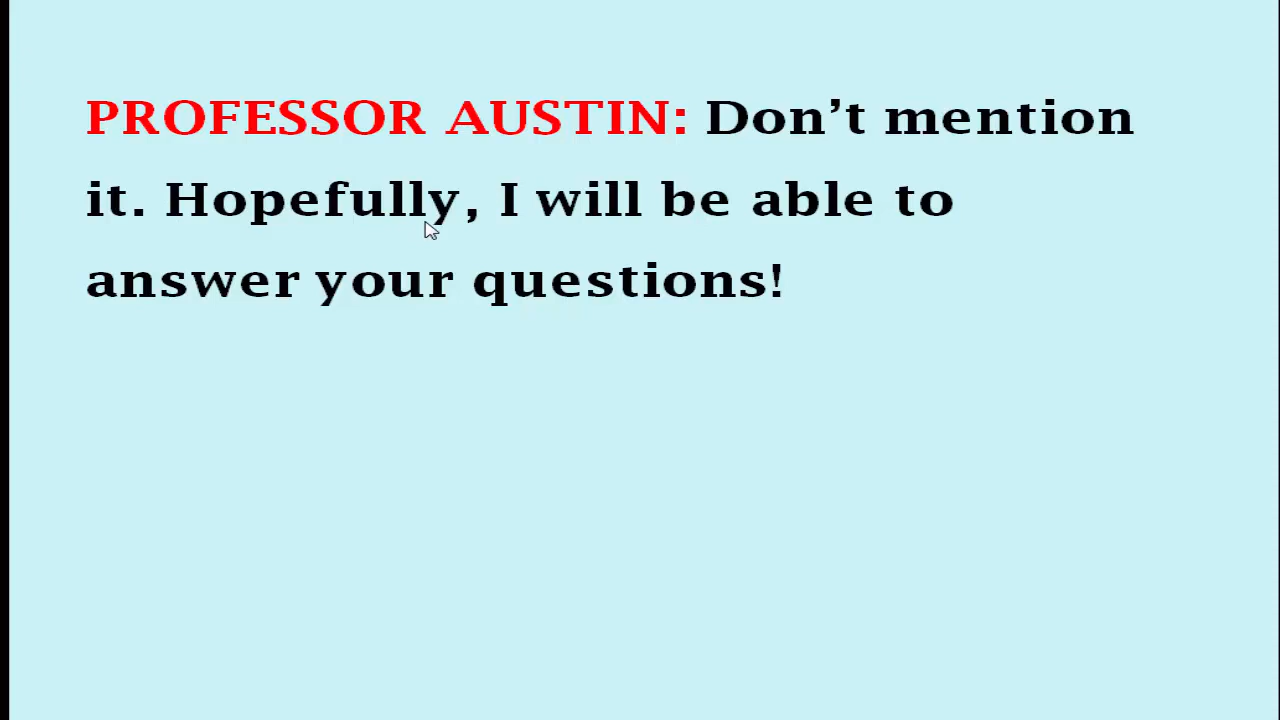 PROFESSOR AUSTIN: Don’t mention
it. Hopefully, I will be able to
answer your questions!